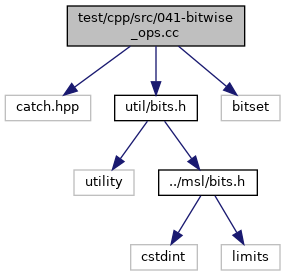 test/cpp/src/041-bitwise
_ops.cc
catch.hpp
util/bits.h
bitset
utility
../msl/bits.h
cstdint
limits